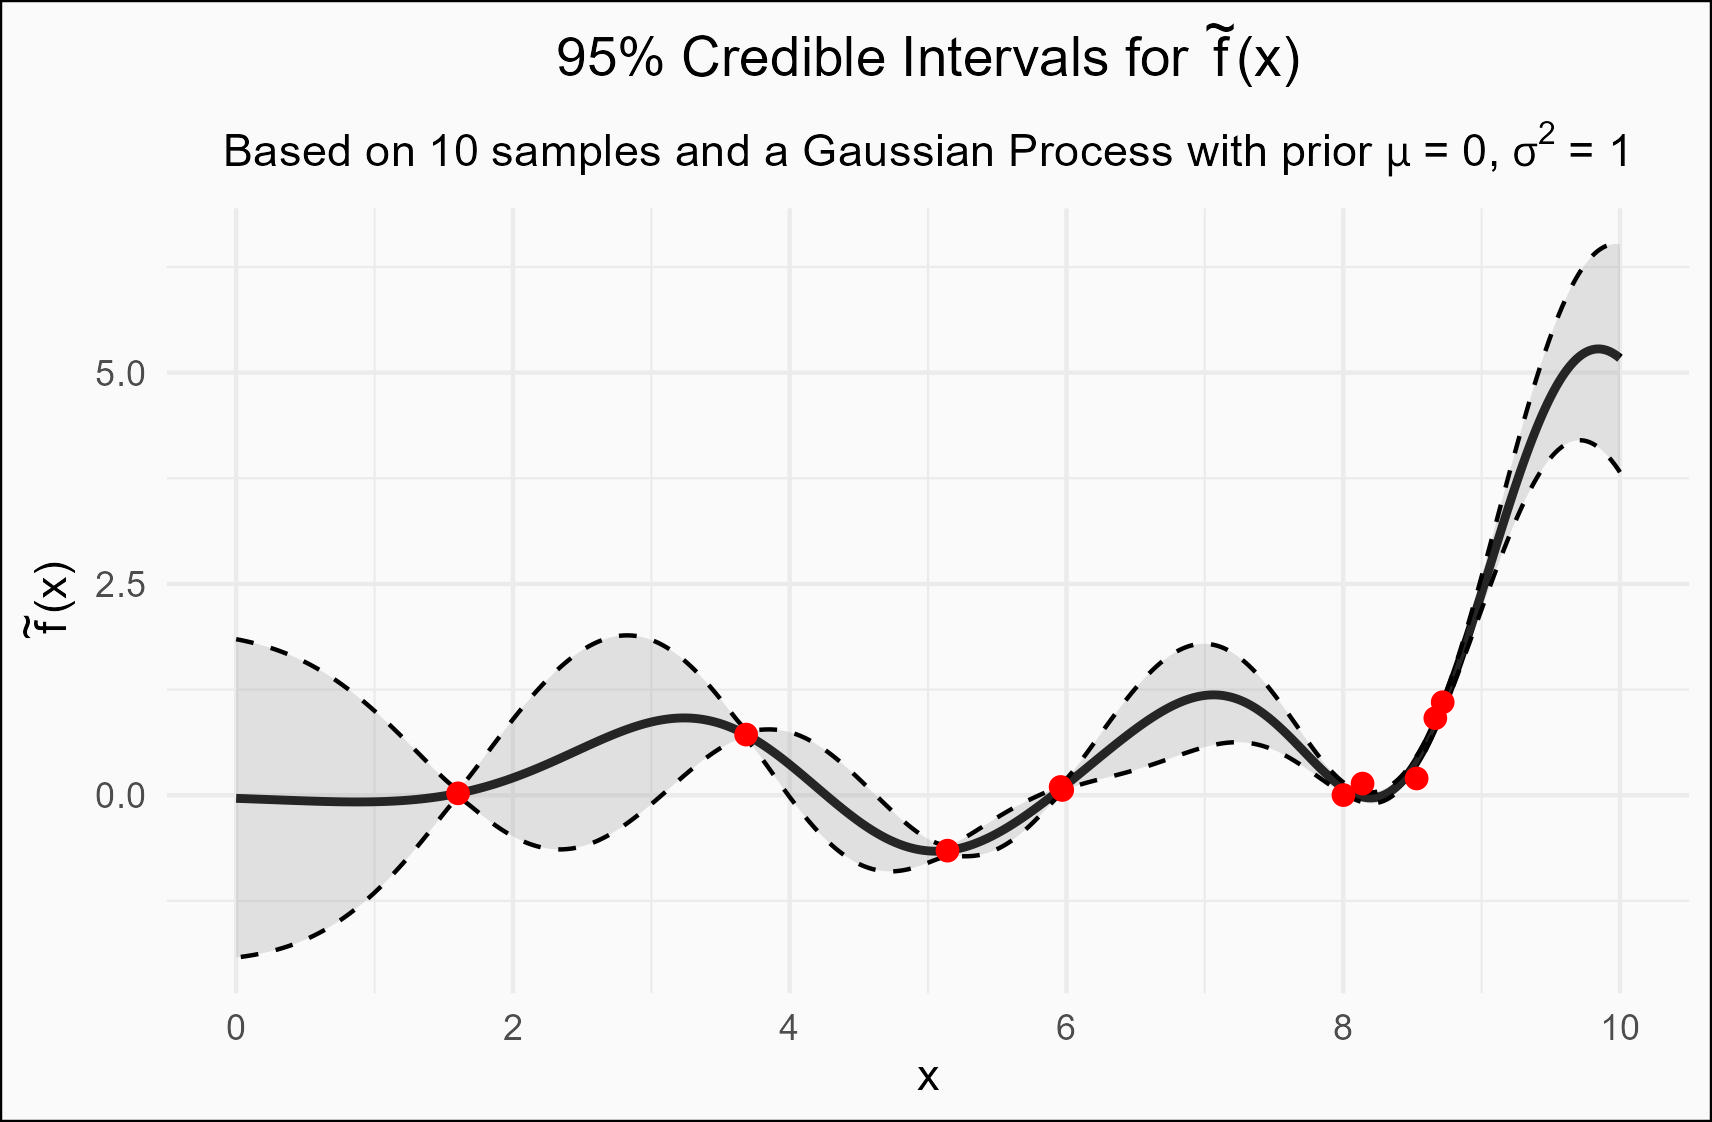 95% Credible Intervals for f̃(x)
Based on 10 samples and a Gaussian Process with prior μ = 0, σ² = 1
5.0
2.5
0.0
f̃(x)
0 2 4 6 8 10
x